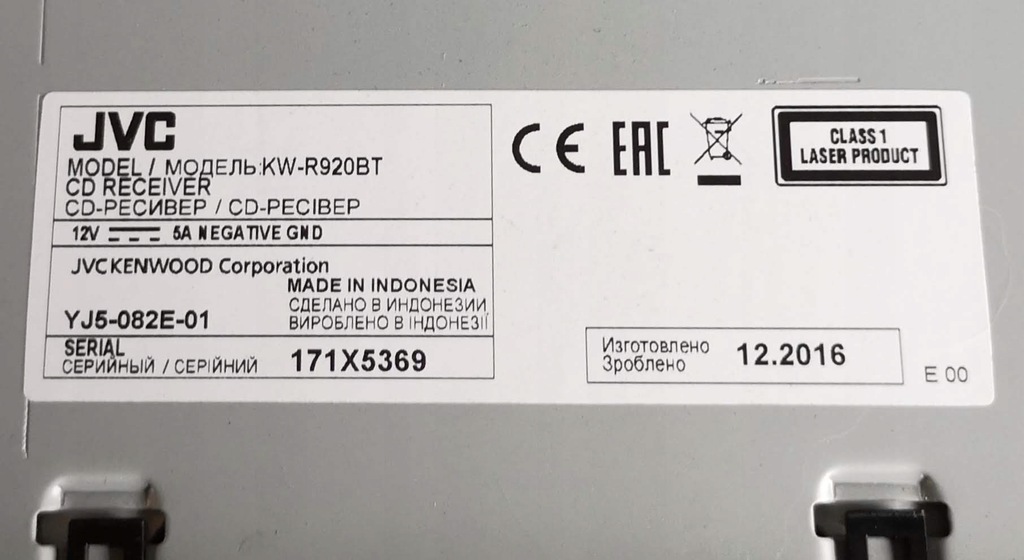 JVC
MODEL / МОДЕЛЬ:KW-R920BT
CD RECEIVER
CD-РЕСИВЕР / CD-РЕСІВЕР
12V 5A NEGATIVE GND
JVCKENWOOD Corporation
MADE IN INDONESIA
СДЕЛАНО В ИНДОНЕЗИИ
YJ5-082E-01
ВИРОБЛЕНО В ІНДОНЕЗІЇ
SERIAL
СЕРИЙНЫЙ / СЕРІЙНИЙ
171X5369
CE EAC
CLASS 1
LASER PRODUCT
Изготовлено
Зроблено
12.2016
E 00